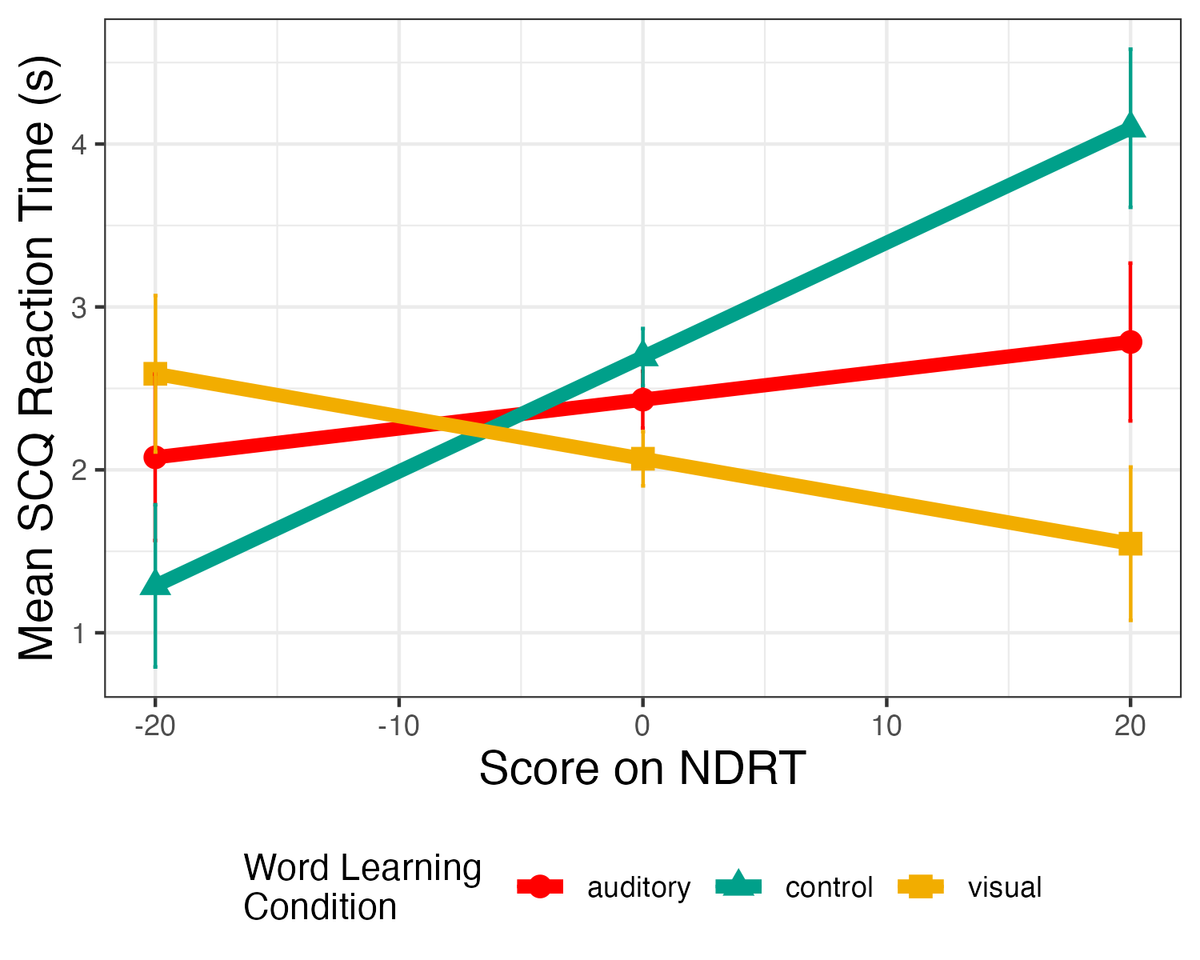 Mean SCQ Reaction Time (s)
4
3
2
1
-20 -10 0 10 20
Score on NDRT
Word Learning
Condition
auditory control visual